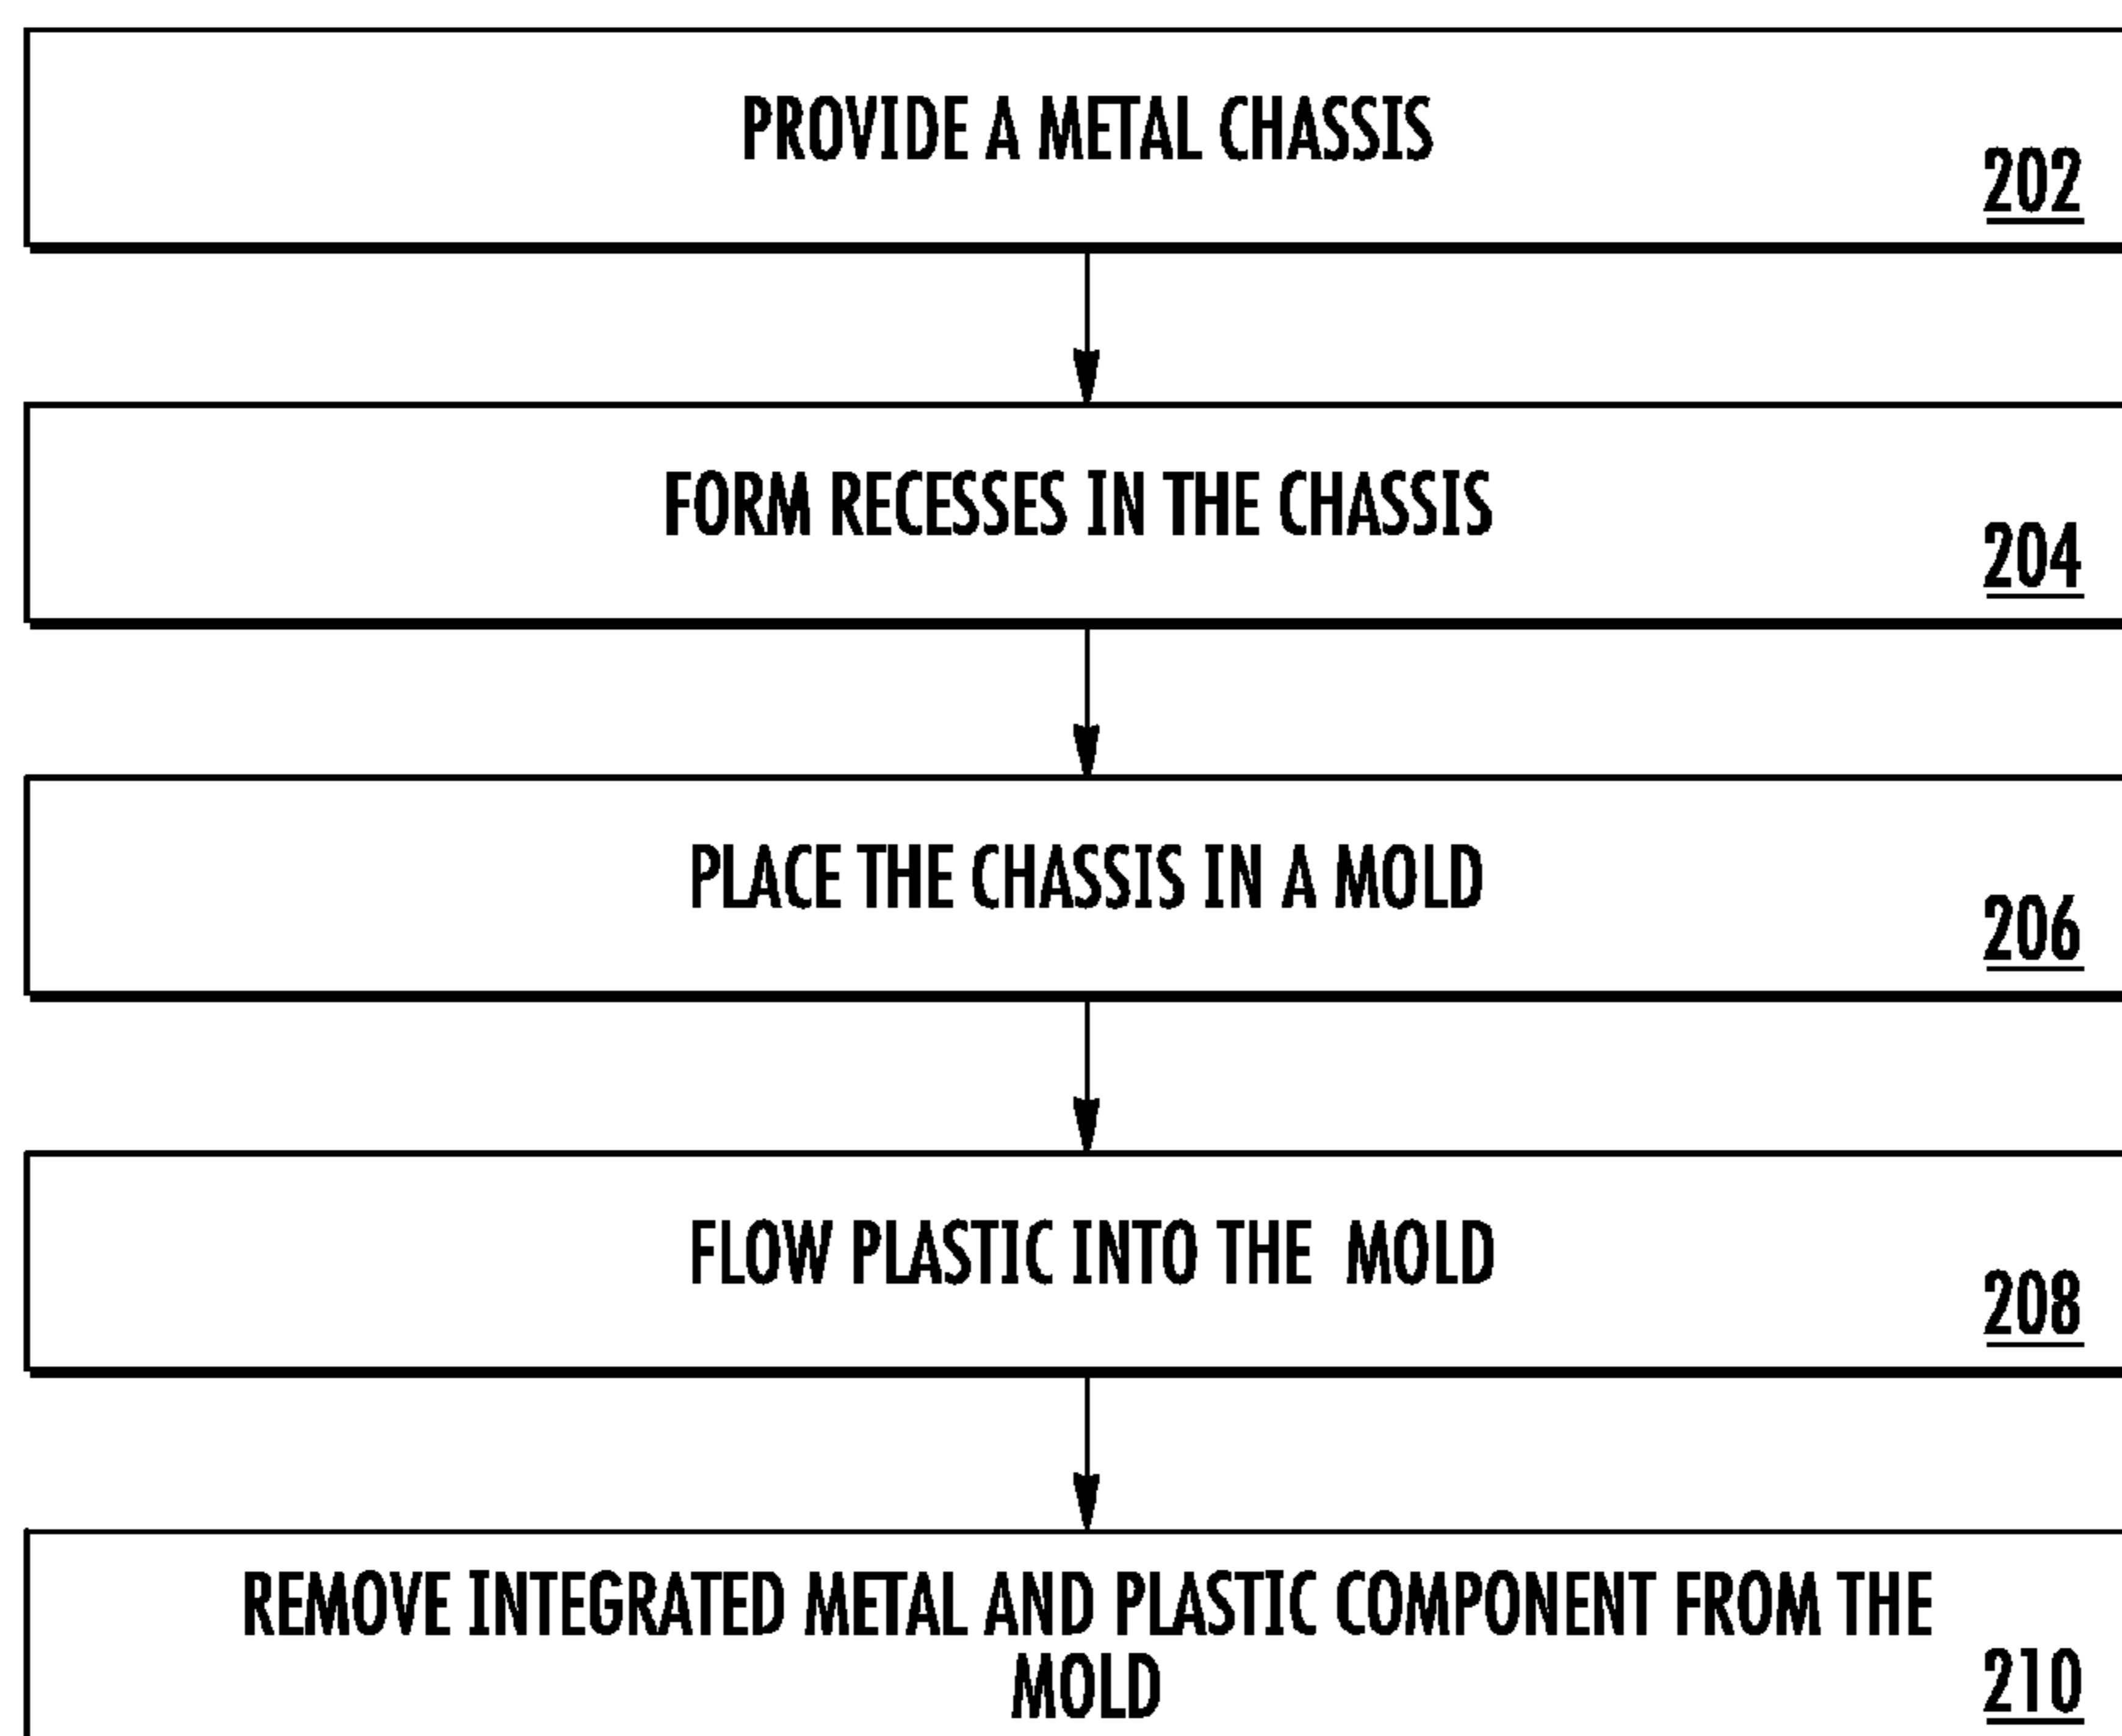 PROVIDE A METAL CHASSIS
202
FORM RECESSES IN THE CHASSIS
204
PLACE THE CHASSIS IN A MOLD
206
FLOW PLASTIC INTO THE MOLD
208
REMOVE INTEGRATED METAL AND PLASTIC COMPONENT FROM THE
MOLD
210